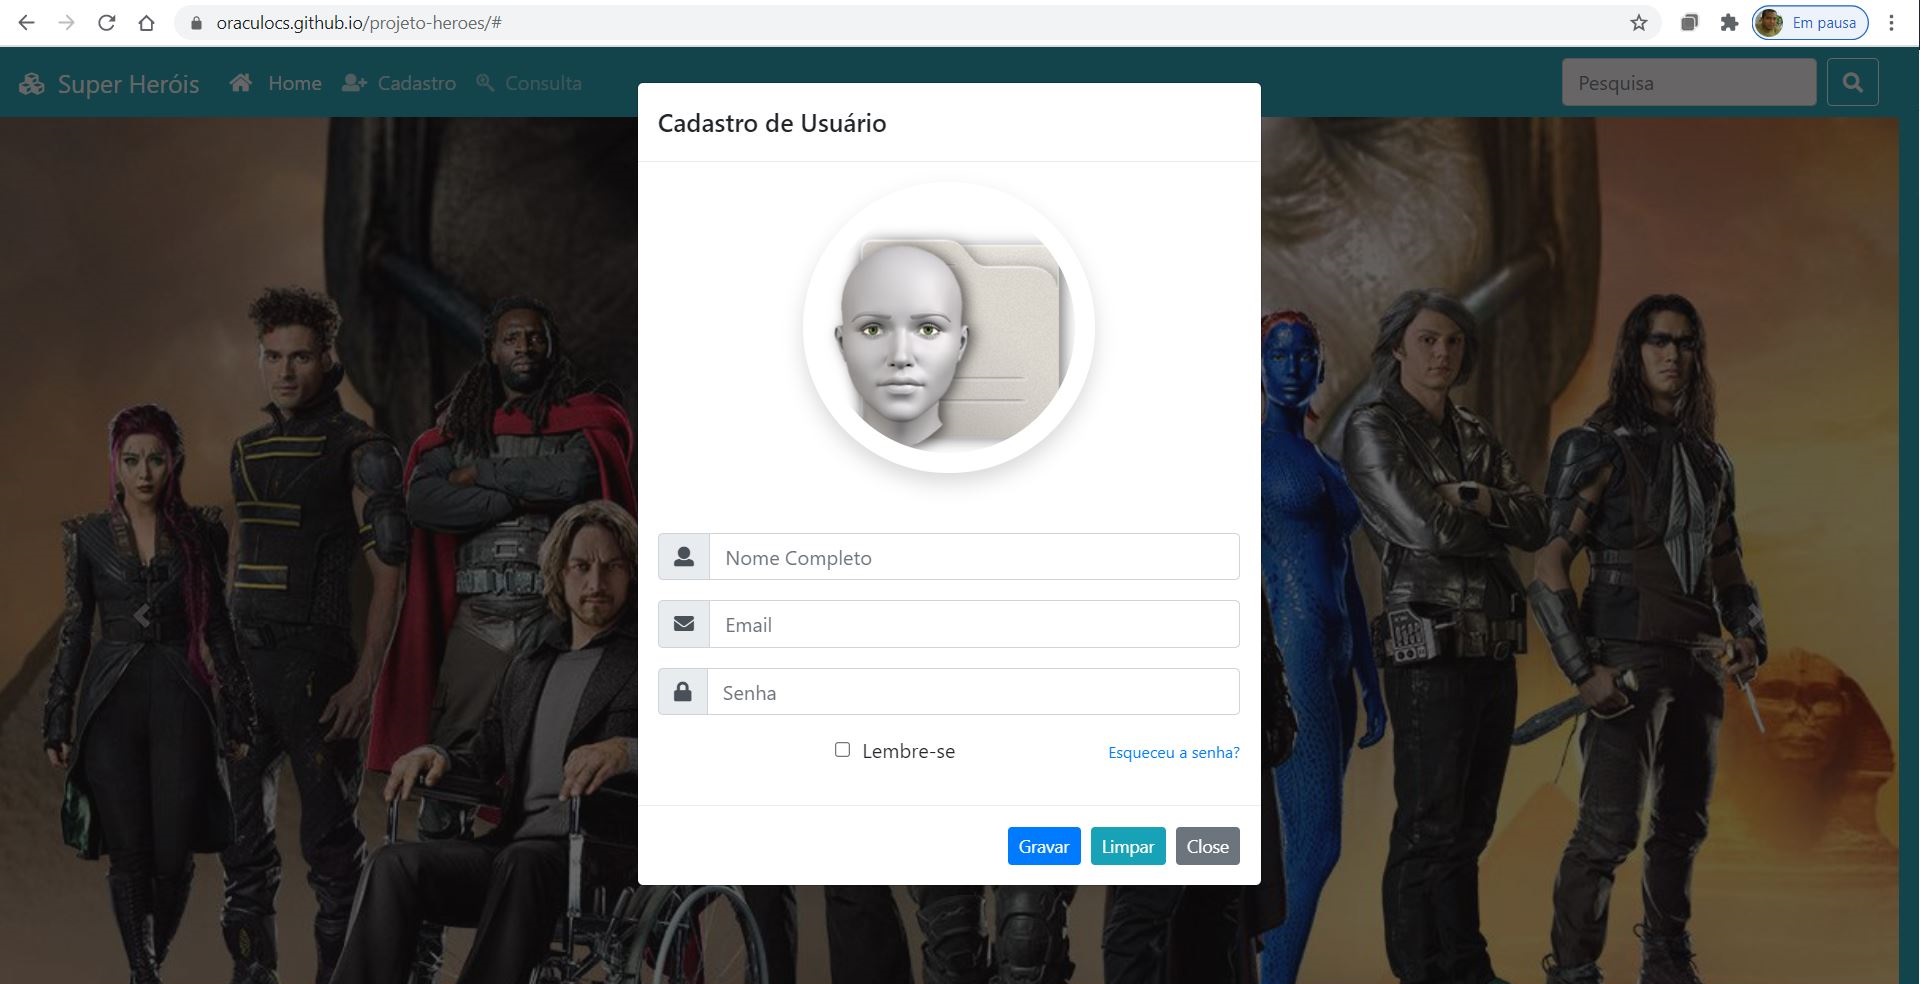 oraculocs.github.io/projeto-heroes/#
Em pausa
Super Heróis Home Cadastro Consulta
Pesquisa
Cadastro de Usuário
Nome Completo
Email
Senha
Lembre-se Esqueceu a senha?
Gravar Limpar Close